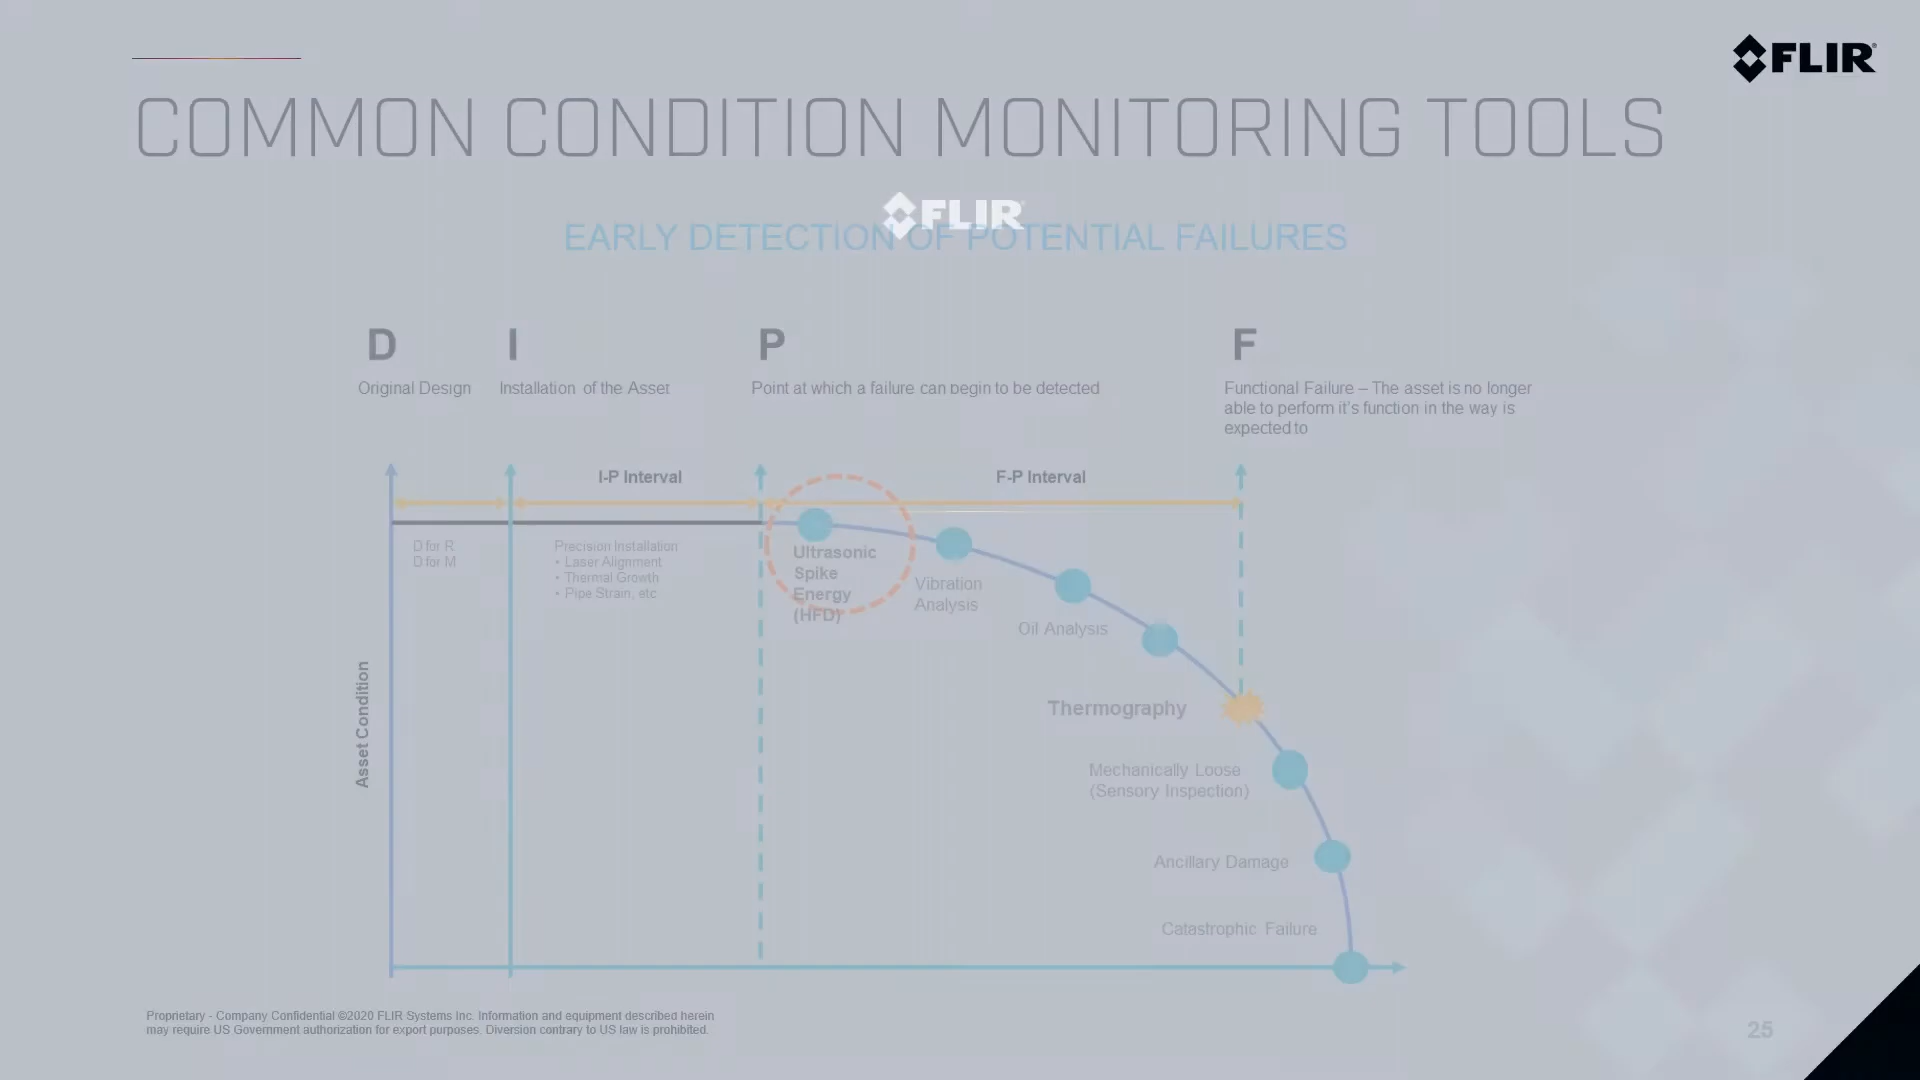 FLIR
COMMON CONDITION MONITORING TOOLS
FLIR
EARLY DETECTION OF POTENTIAL FAILURES
D
Original Design
I
Installation of the Asset
P
Point at which a failure can begin to be detected
F
Functional Failure – The asset is no longer
able to perform it's function in the way is
expected to
I-P Interval
F-P Interval
D for R
D for M
Precision Installation
• Laser Alignment
• Thermal Growth
• Pipe Strain, etc
Ultrasonic
Spike
Energy
(HFD)
Vibration
Analysis
Oil Analysis
Asset Condition
Thermography
Mechanically Loose
(Sensory Inspection)
Ancillary Damage
Catastrophic Failure
Proprietary - Company Confidential ©2020 FLIR Systems Inc. Information and equipment described herein
may require US Government authorization for export purposes. Diversion contrary to US law is prohibited.
25